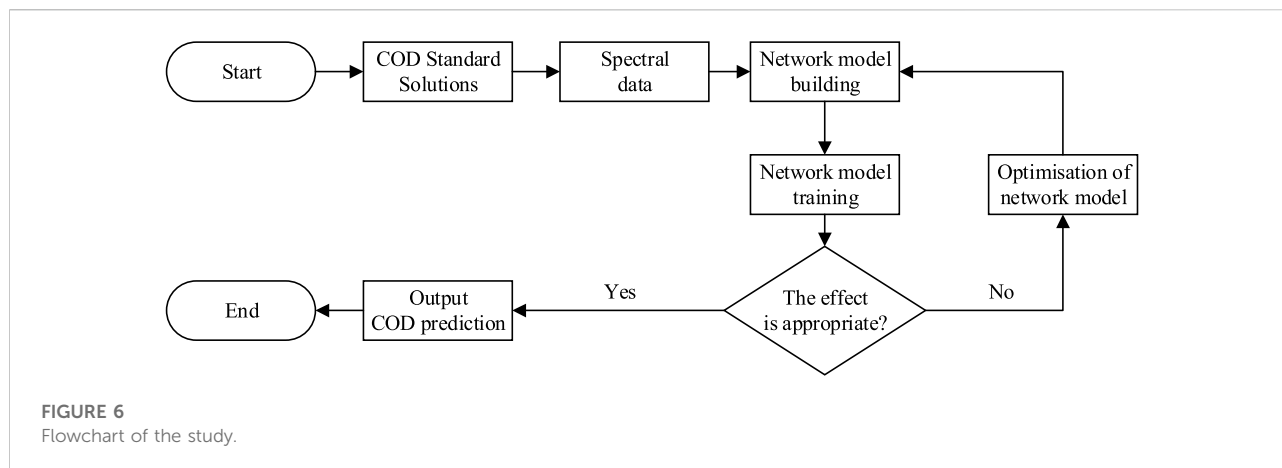 Start
COD Standard
Solutions
Spectral
data
Network model
building
Network model
training
Optimisation of
network model
The effect
is appropriate?
Yes
No
Output
COD prediction
End
FIGURE 6
Flowchart of the study.